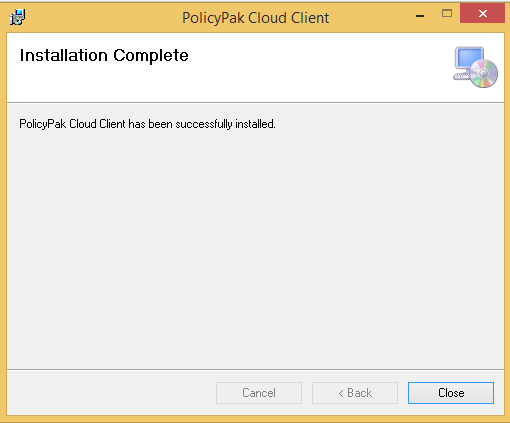 PolicyPak Cloud Client
Installation Complete
PolicyPak Cloud Client has been successfully installed.
Cancel
< Back
Close